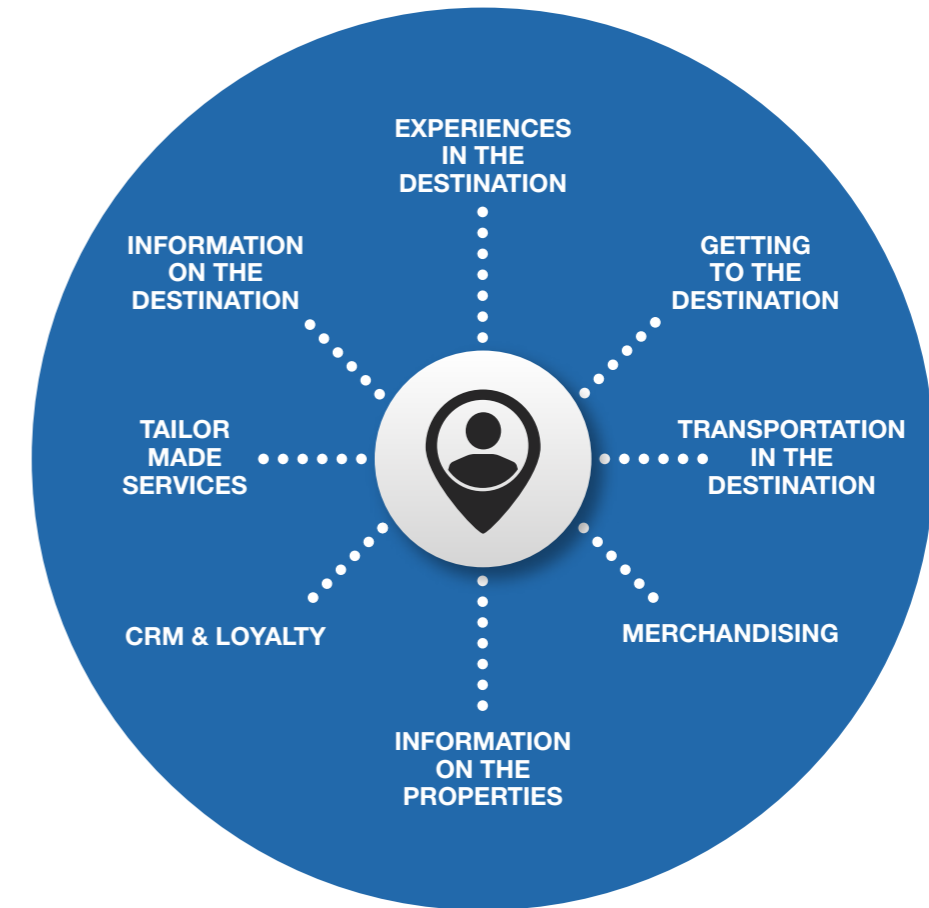 EXPERIENCES
IN THE
DESTINATION
INFORMATION
ON THE
DESTINATION
GETTING
TO THE
DESTINATION
TAILOR
MADE
SERVICES
TRANSPORTATION
IN THE
DESTINATION
CRM & LOYALTY
MERCHANDISING
INFORMATION
ON THE
PROPERTIES